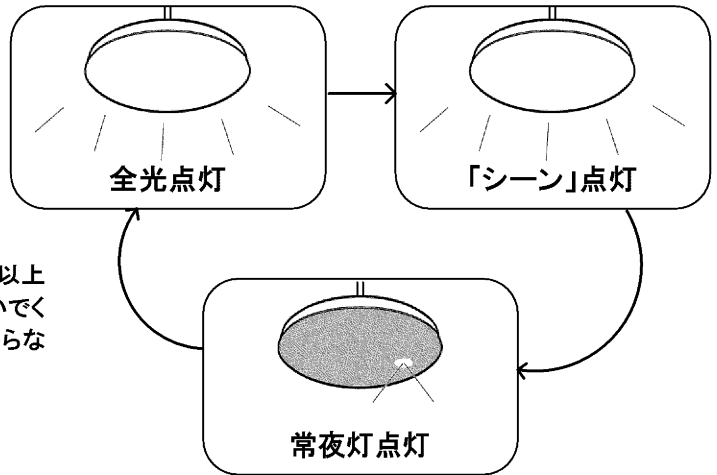 全光点灯
「シーン」点灯
以上
いでく
らな
常夜灯点灯